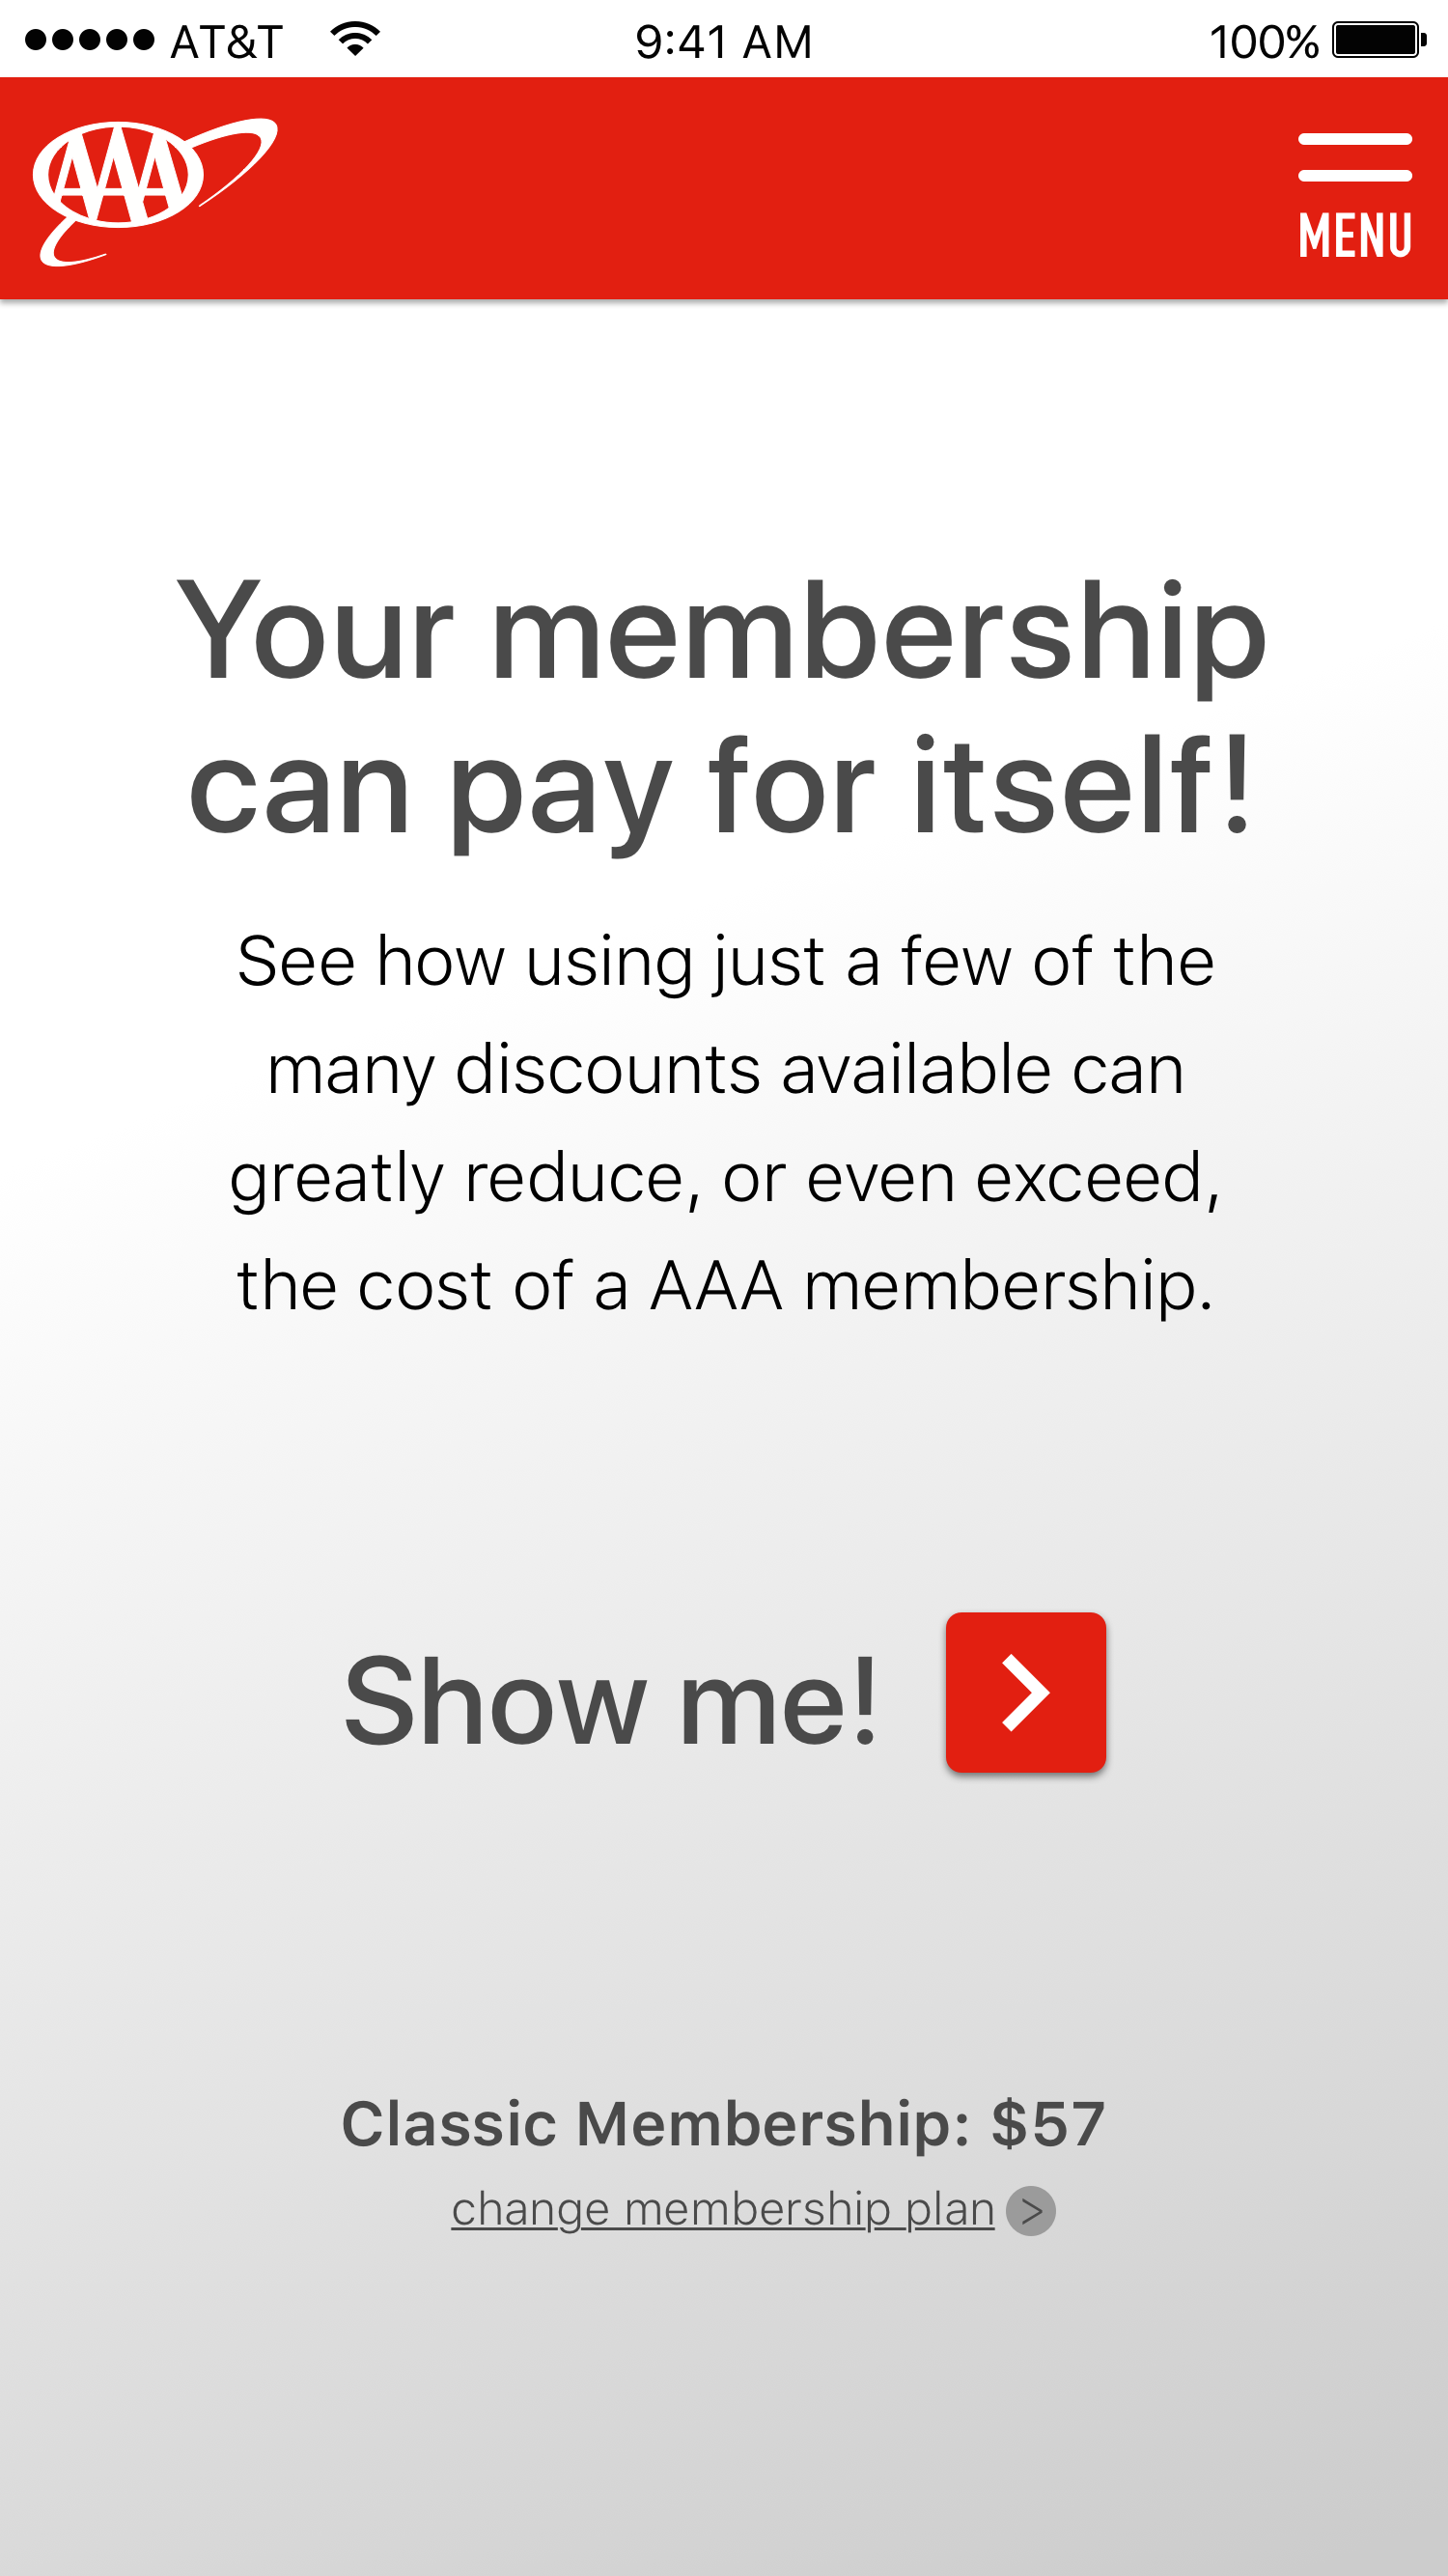 AT&T 9:41 AM 100%
AAA
MENU
Your membership
can pay for itself!
See how using just a few of the
many discounts available can
greatly reduce, or even exceed,
the cost of a AAA membership.
Show me!
Classic Membership: $57
change membership plan >